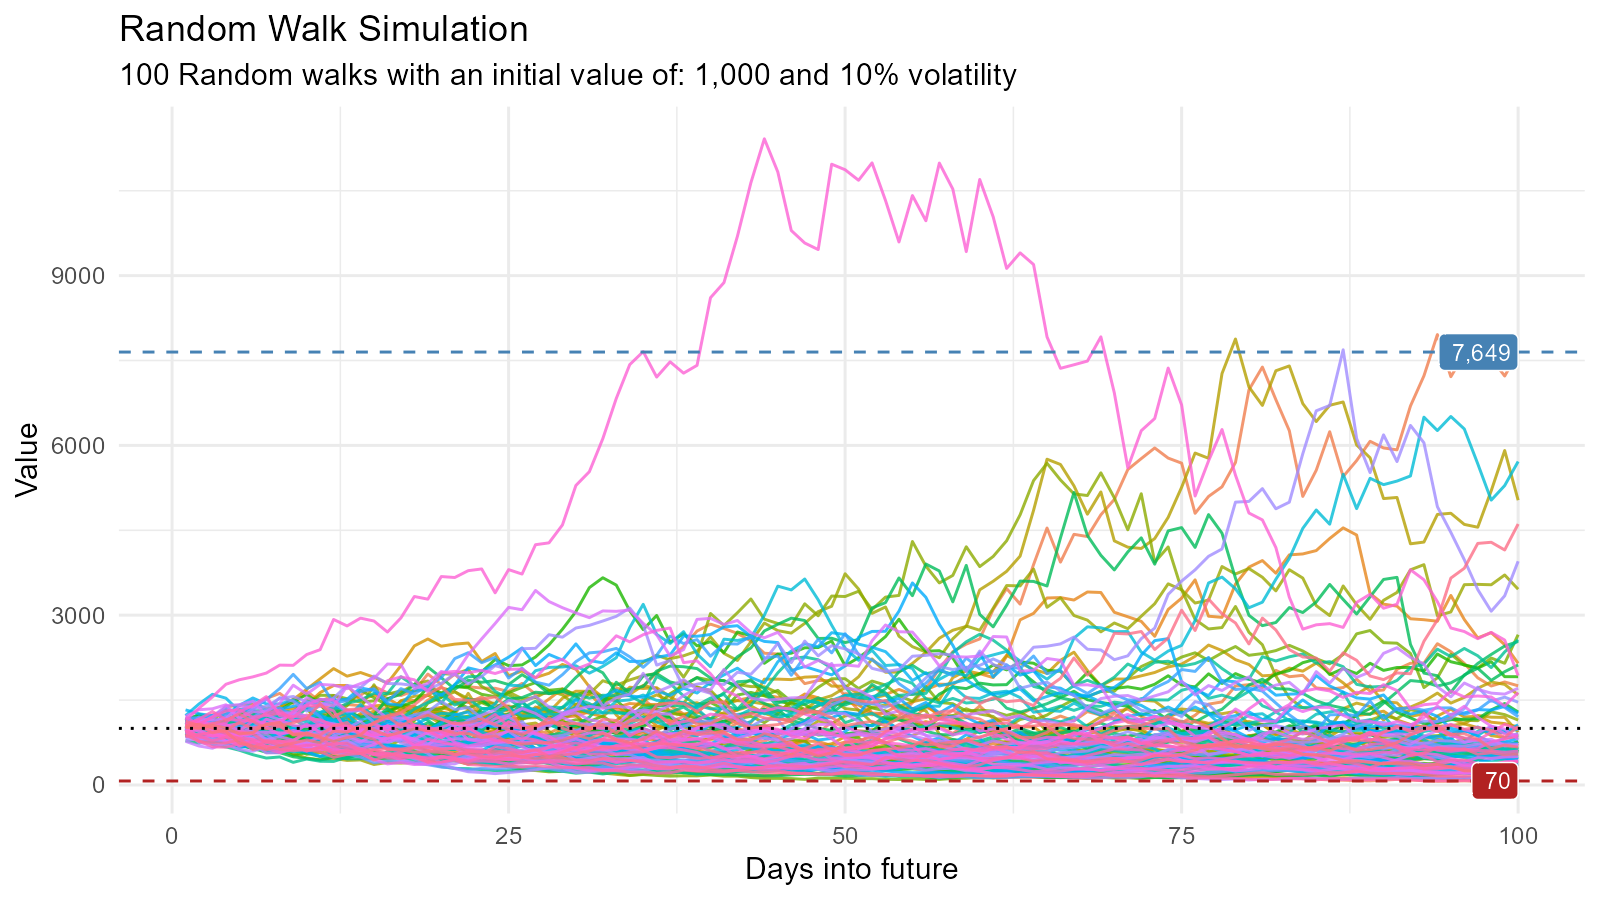 Random Walk Simulation
100 Random walks with an initial value of: 1,000 and 10% volatility
Value
9000
6000
3000
0
7,649
70
0 25 50 75 100
Days into future